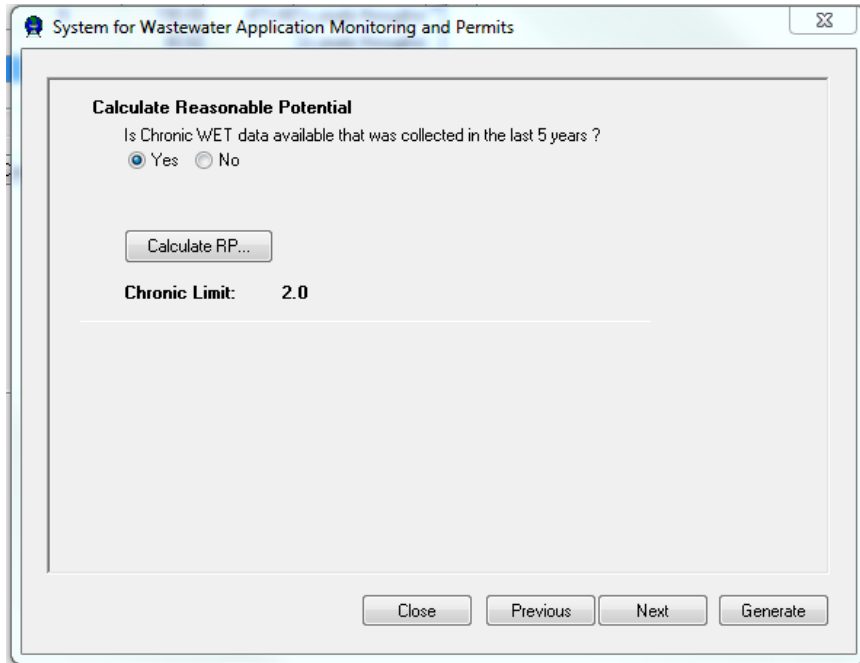 System for Wastewater Application Monitoring and Permits
Calculate Reasonable Potential
Is Chronic WET data available that was collected in the last 5 years ?
Yes No
Calculate RP...
Chronic Limit: 2.0
Close Previous Next Generate